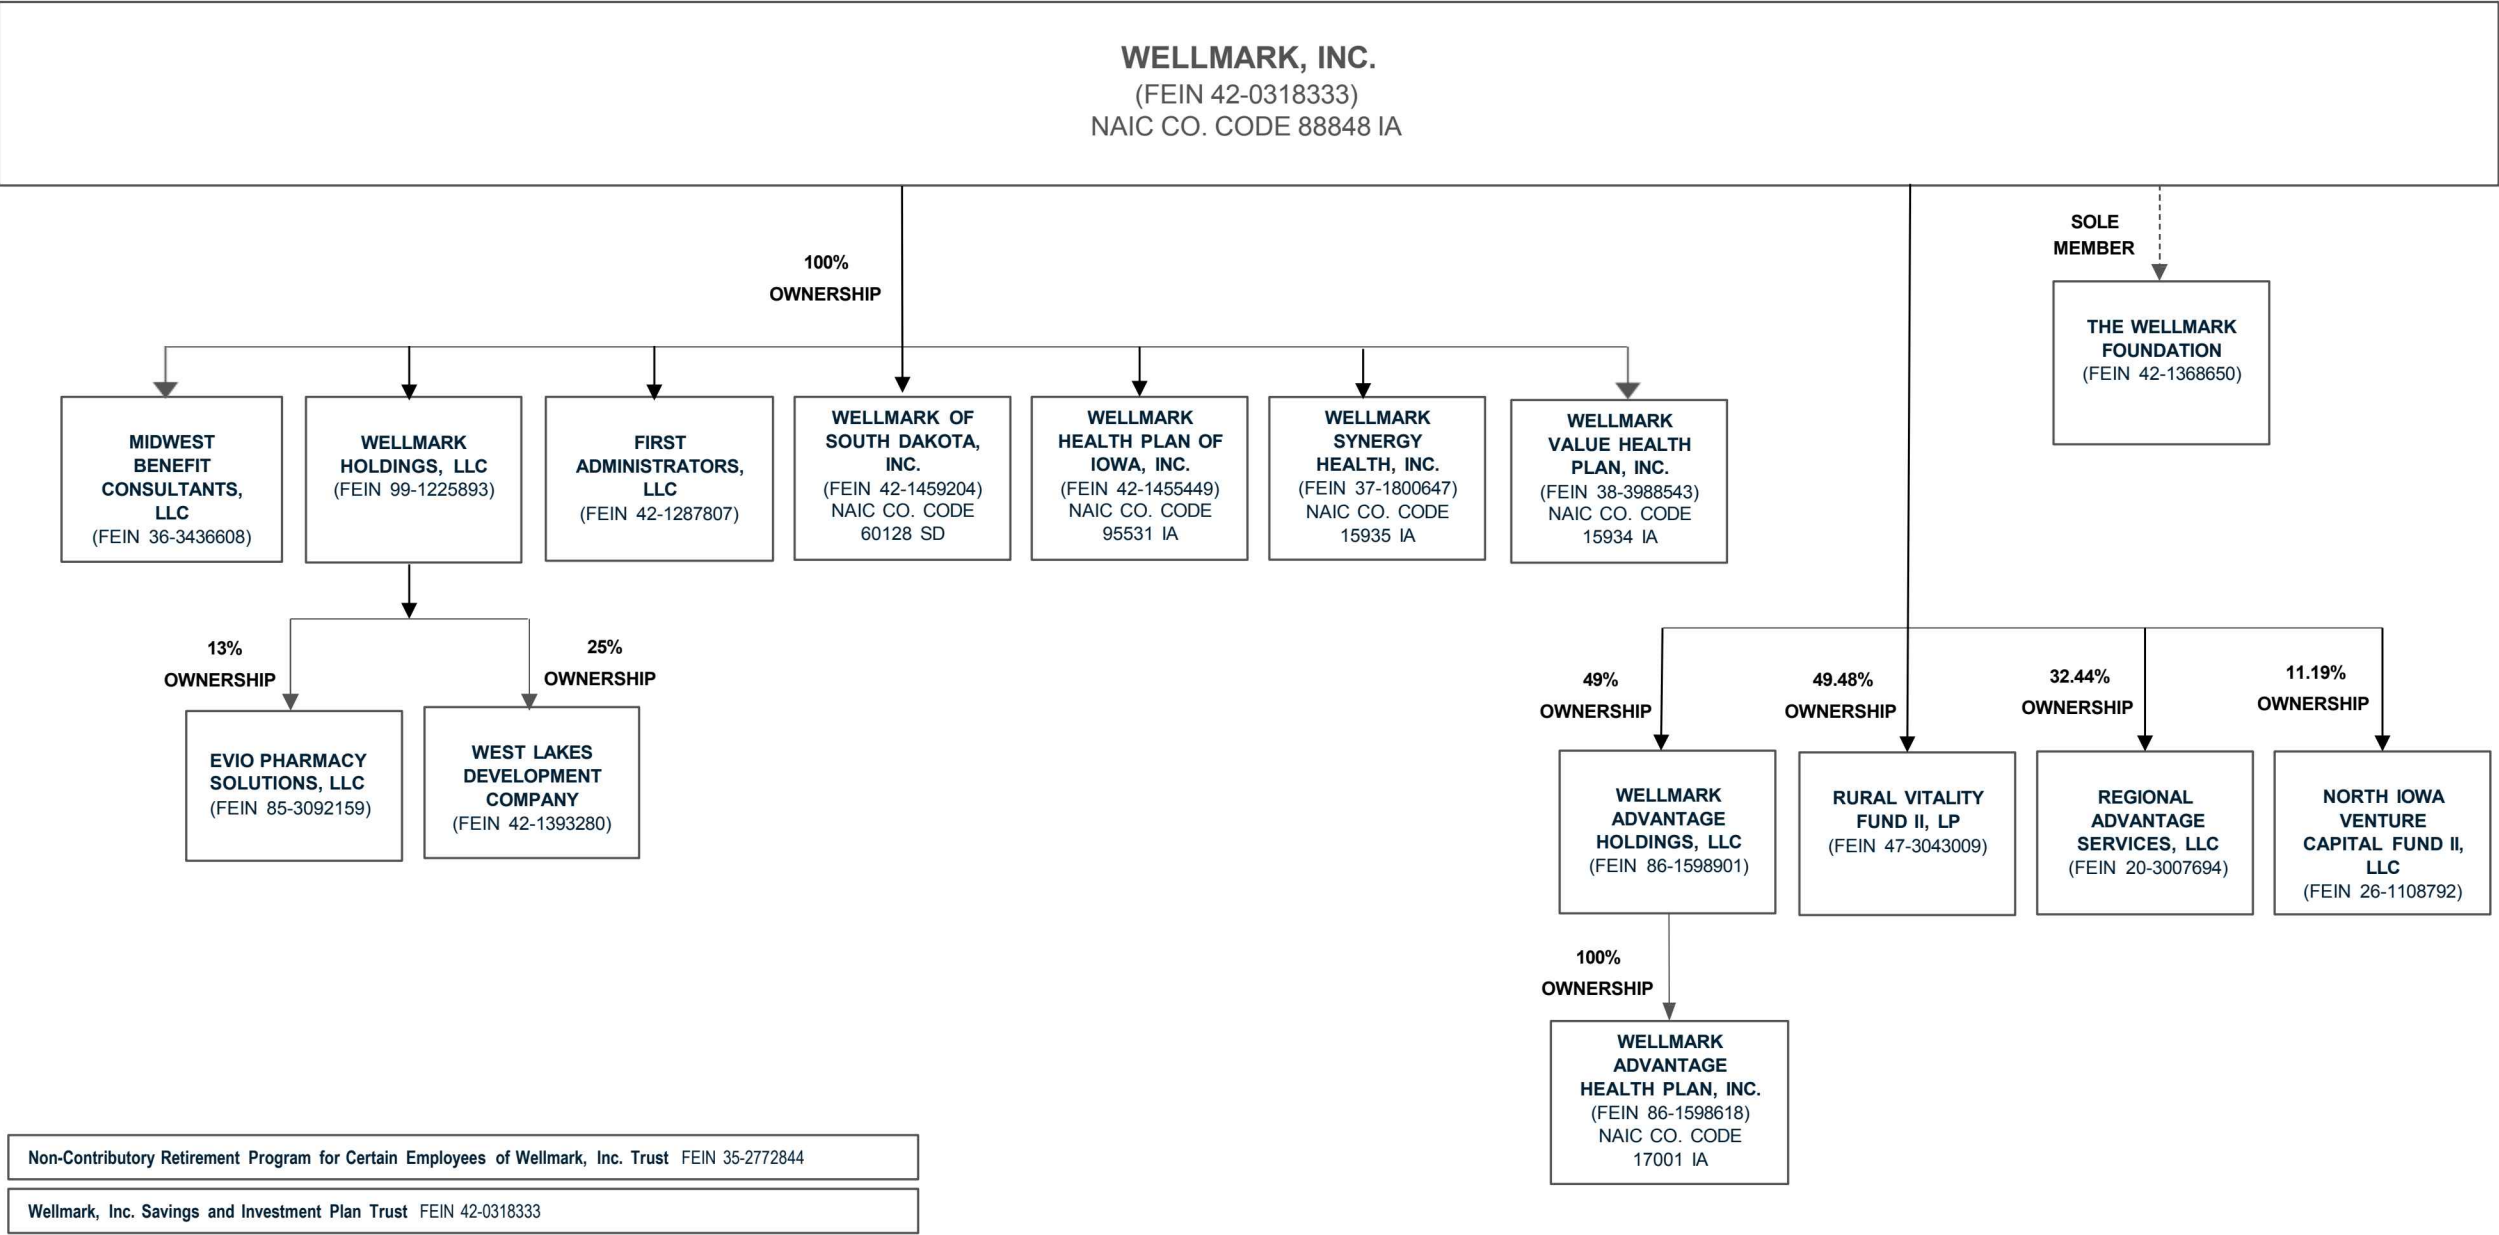 WELLMARK, INC.
(FEIN 42-0318333)
NAIC CO. CODE 88848 IA
100%
OWNERSHIP
SOLE
MEMBER
THE WELLMARK
FOUNDATION
(FEIN 42-1368650)
MIDWEST
BENEFIT
CONSULTANTS,
LLC
(FEIN 36-3436608)
WELLMARK
HOLDINGS, LLC
(FEIN 99-1225893)
FIRST
ADMINISTRATORS,
LLC
(FEIN 42-1287807)
WELLMARK OF
SOUTH DAKOTA,
INC.
(FEIN 42-1459204)
NAIC CO. CODE
60128 SD
WELLMARK
HEALTH PLAN OF
IOWA, INC.
(FEIN 42-1455449)
NAIC CO. CODE
95531 IA
WELLMARK
SYNERGY
HEALTH, INC.
(FEIN 37-1800647)
NAIC CO. CODE
15935 IA
WELLMARK
VALUE HEALTH
PLAN, INC.
(FEIN 38-3988543)
NAIC CO. CODE
15934 IA
13%
OWNERSHIP
25%
OWNERSHIP
49%
OWNERSHIP
49.48%
OWNERSHIP
32.44%
OWNERSHIP
11.19%
OWNERSHIP
EVIO PHARMACY
SOLUTIONS, LLC
(FEIN 85-3092159)
WEST LAKES
DEVELOPMENT
COMPANY
(FEIN 42-1393280)
WELLMARK
ADVANTAGE
HOLDINGS, LLC
(FEIN 86-1598901)
RURAL VITALITY
FUND II, LP
(FEIN 47-3043009)
REGIONAL
ADVANTAGE
SERVICES, LLC
(FEIN 20-3007694)
NORTH IOWA
VENTURE
CAPITAL FUND II,
LLC
(FEIN 26-1108792)
100%
OWNERSHIP
WELLMARK
ADVANTAGE
HEALTH PLAN, INC.
(FEIN 86-1598618)
NAIC CO. CODE
17001 IA
Non-Contributory Retirement Program for Certain Employees of Wellmark, Inc. Trust FEIN 35-2772844
Wellmark, Inc. Savings and Investment Plan Trust FEIN 42-0318333